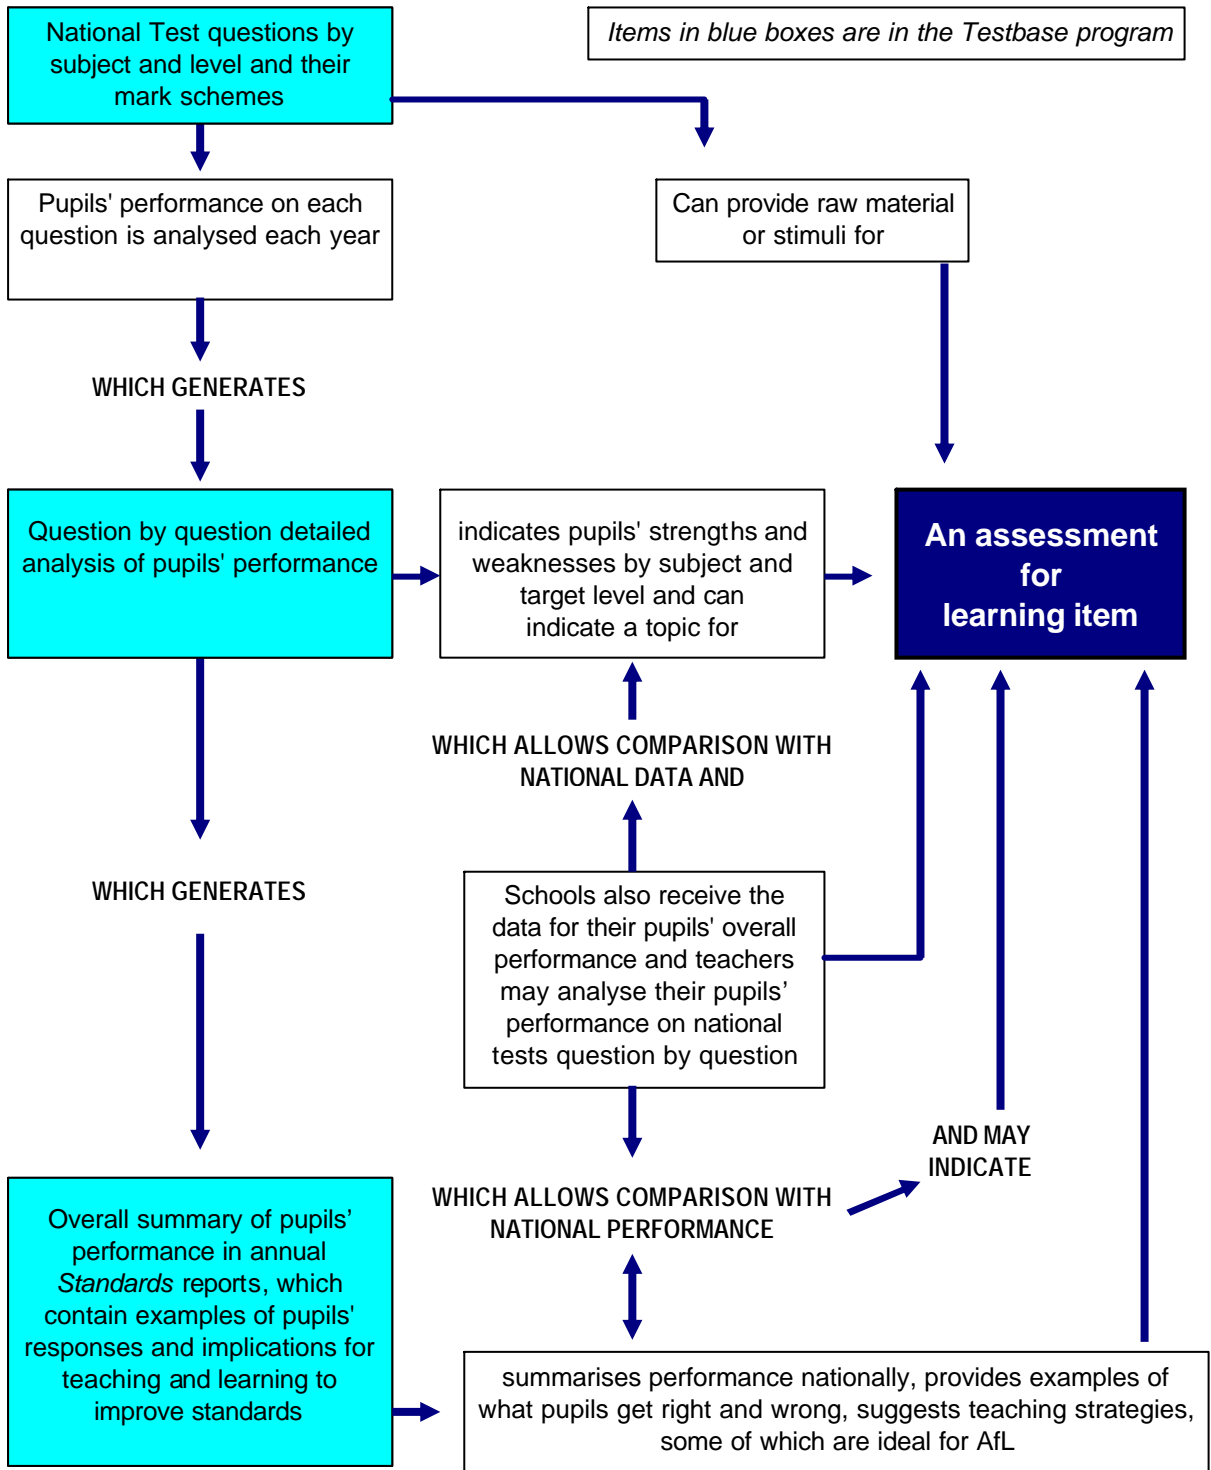 National Test questions by
subject and level and their
mark schemes
Items in blue boxes are in the Testbase program
Pupils' performance on each
question is analysed each year
Can provide raw material
or stimuli for
WHICH GENERATES
Question by question detailed
analysis of pupils' performance
indicates pupils' strengths and
weaknesses by subject and
target level and can
indicate a topic for
An assessment
for
learning item
WHICH ALLOWS COMPARISON WITH
NATIONAL DATA AND
WHICH GENERATES
Schools also receive the
data for their pupils' overall
performance and teachers
may analyse their pupils’
performance on national
tests question by question
AND MAY
INDICATE
WHICH ALLOWS COMPARISON WITH
NATIONAL PERFORMANCE
Overall summary of pupils’
performance in annual
Standards reports, which
contain examples of pupils'
responses and implications for
teaching and learning to
improve standards
summarises performance nationally, provides examples of
what pupils get right and wrong, suggests teaching strategies,
some of which are ideal for AfL